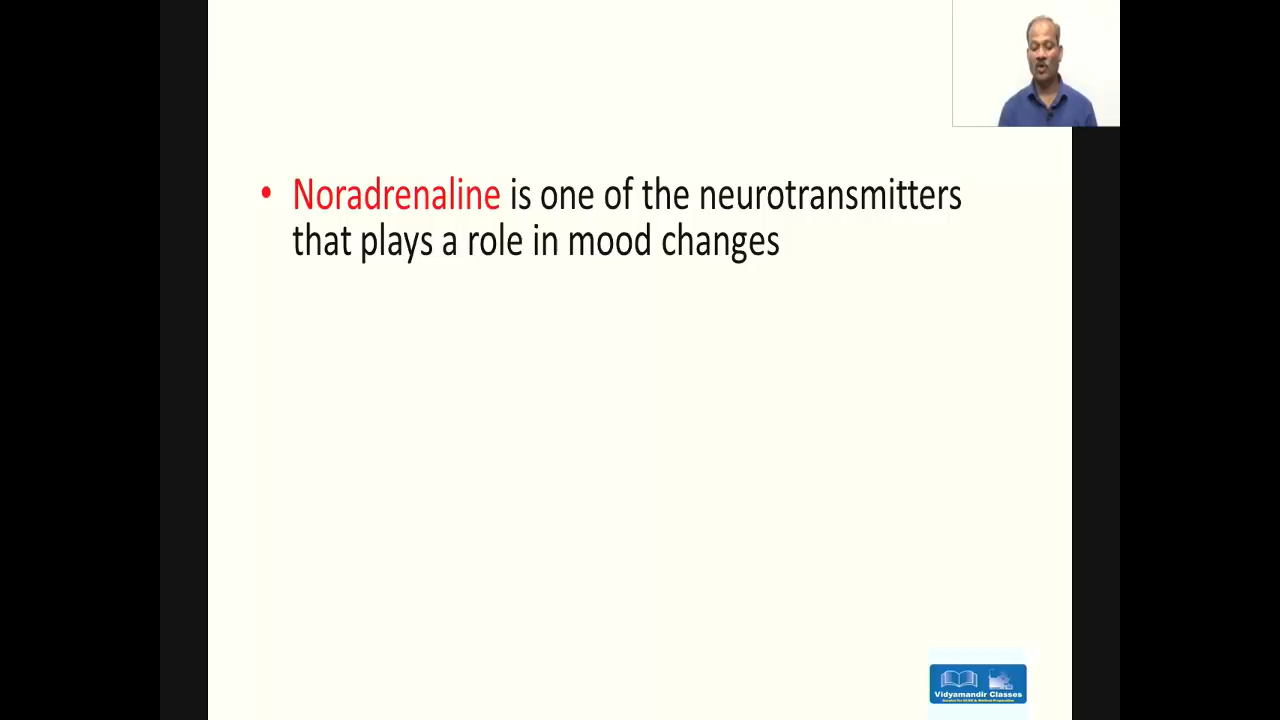 • Noradrenaline is one of the neurotransmitters
that plays a role in mood changes
Vidyamandir Classes